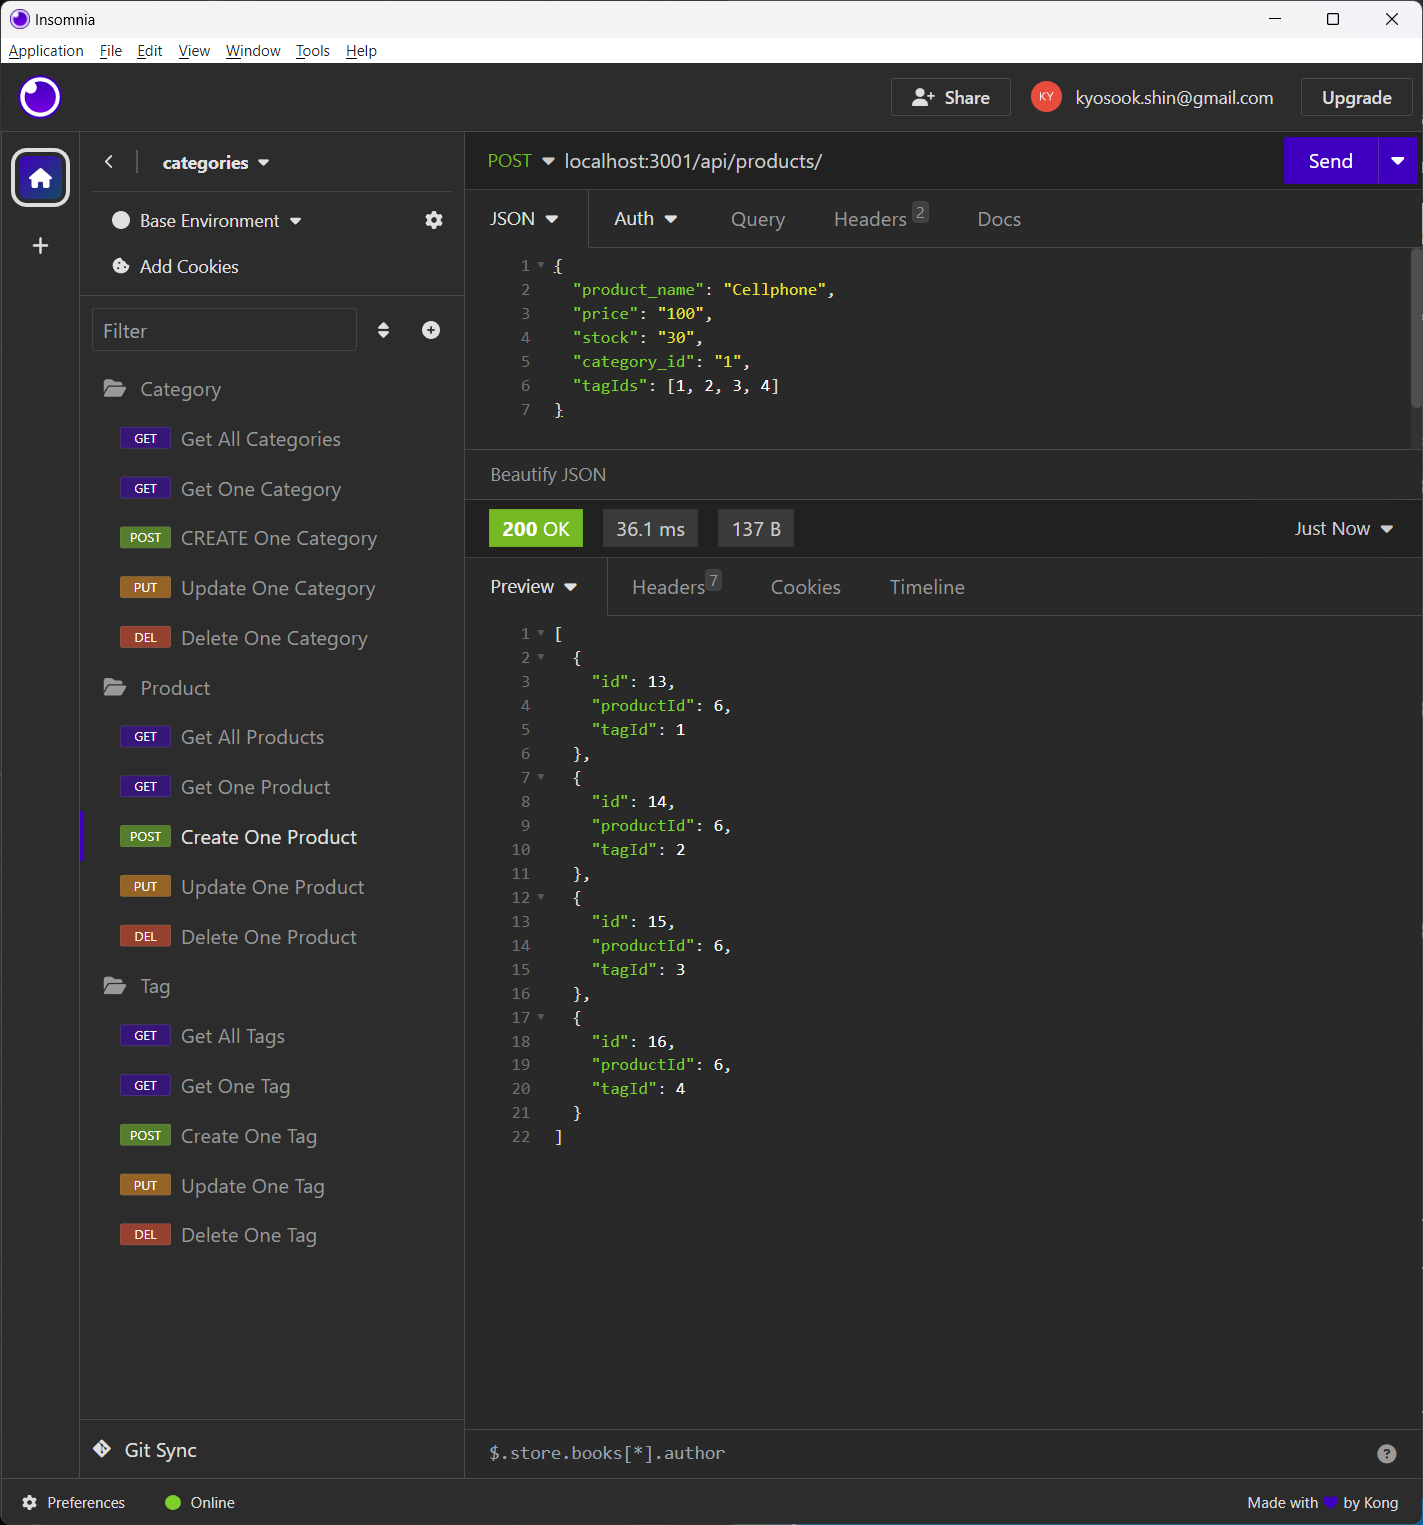 Insomnia
Application File Edit View Window Tools Help
Share KY kyosook.shin@gmail.com Upgrade
categories
Base Environment
Add Cookies
Filter
Category
GET Get All Categories
GET Get One Category
POST CREATE One Category
PUT Update One Category
DEL Delete One Category
Product
GET Get All Products
GET Get One Product
POST Create One Product
PUT Update One Product
DEL Delete One Product
Tag
GET Get All Tags
GET Get One Tag
POST Create One Tag
PUT Update One Tag
DEL Delete One Tag
Git Sync
POST localhost:3001/api/products/ Send
JSON Auth Query Headers 2 Docs
1 {
2 "product_name": "Cellphone",
3 "price": "100",
4 "stock": "30",
5 "category_id": "1",
6 "tagIds": [1, 2, 3, 4]
7 }
Beautify JSON
200 OK 36.1 ms 137 B Just Now
Preview Headers 7 Cookies Timeline
1 [
2 {
3 "id": 13,
4 "productId": 6,
5 "tagId": 1
6 },
7 {
8 "id": 14,
9 "productId": 6,
10 "tagId": 2
11 },
12 {
13 "id": 15,
14 "productId": 6,
15 "tagId": 3
16 },
17 {
18 "id": 16,
19 "productId": 6,
20 "tagId": 4
21 }
22 ]
$.store.books[*].author ?
Preferences Online Made with by Kong